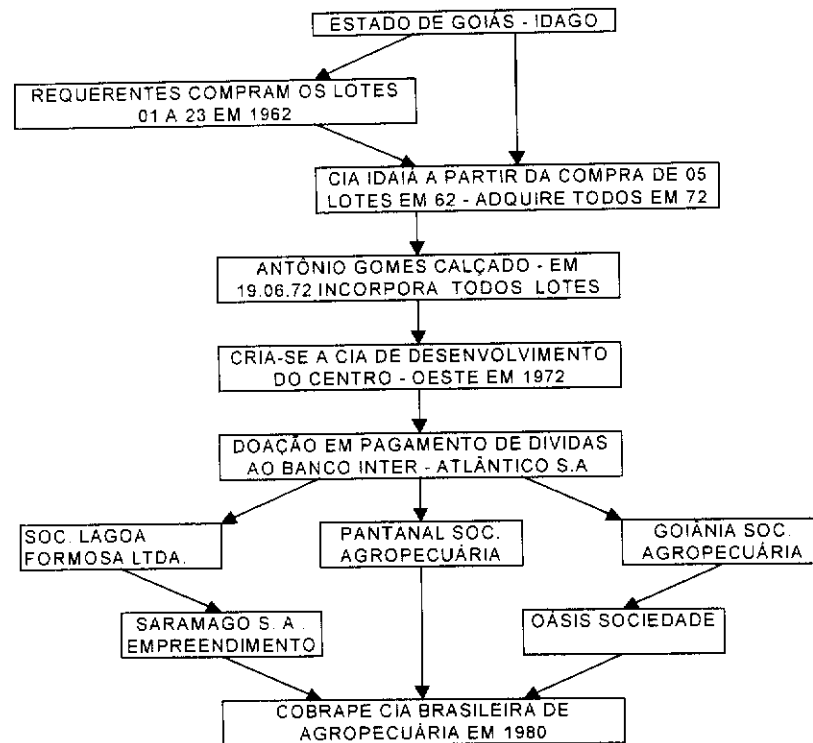 ESTADO DE GOIÁS - IDAGO
REQUERENTES COMPRAM OS LOTES
01 A 23 EM 1962
CIA IDAIÁ A PARTIR DA COMPRA DE 05
LOTES EM 62 - ADQUIRE TODOS EM 72
ANTÔNIO GOMES CALÇADO - EM
19.06.72 INCORPORA TODOS LOTES
CRIA-SE A CIA DE DESENVOLVIMENTO
DO CENTRO - OESTE EM 1972
DOAÇÃO EM PAGAMENTO DE DIVIDAS
AO BANCO INTER - ATLÂNTICO S.A
SOC. LAGOA
FORMOSA LTDA.
PANTANAL SOC.
AGROPECUÁRIA
GOIÂNIA SOC.
AGROPECUÁRIA
SARAMAGO S. A .
EMPREENDIMENTO
OÁSIS SOCIEDADE
COBRAPE CIA BRASILEIRA DE
AGROPECUÁRIA EM 1980